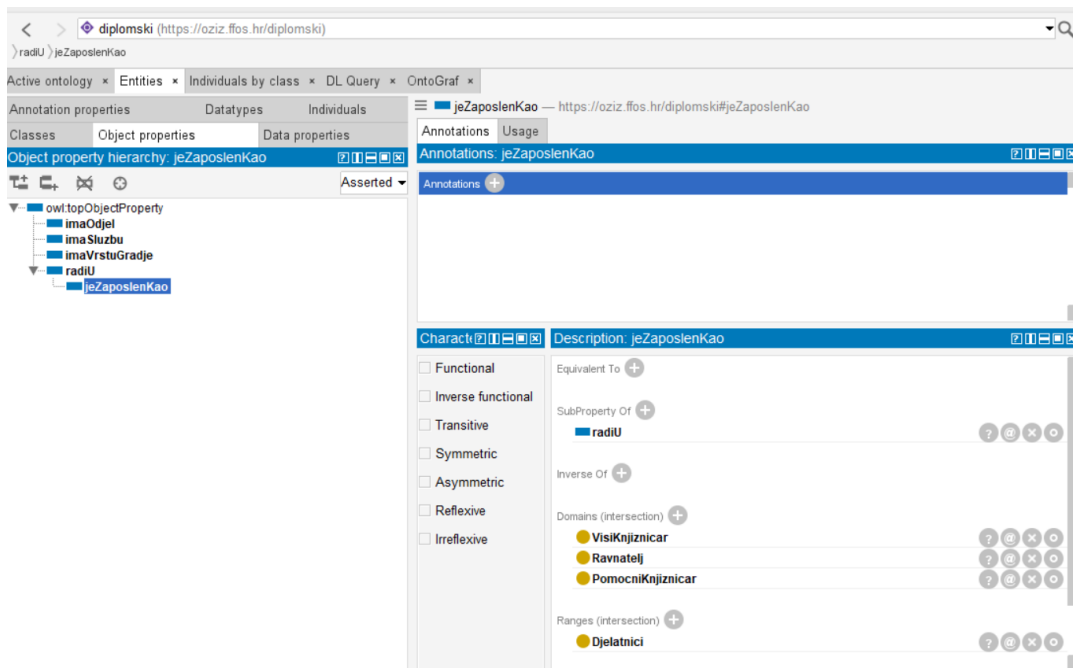 diplomski (https://oziz.ffos.hr/diplomski)
radiU jeZaposlenKao
Active ontology × Entities × Individuals by class × DL Query × OntoGraf ×
Annotation properties Datatypes Individuals
Classes Object properties Data properties
Object property hierarchy: jeZaposlenKao
Asserted
owl:topObjectProperty
imaOdjel
imaSluzbu
imaVrstuGradje
radiU
jeZaposlenKao
jeZaposlenKao — https://oziz.ffos.hr/diplomski#jeZaposlenKao
Annotations Usage
Annotations: jeZaposlenKao
Annotations
Characte
Functional
Inverse functional
Transitive
Symmetric
Asymmetric
Reflexive
Irreflexive
Description: jeZaposlenKao
Equivalent To
SubProperty Of
radiU
Inverse Of
Domains (intersection)
VisiKnjiznicar
Ravnatelj
PomocniKnjiznicar
Ranges (intersection)
Djelatnici